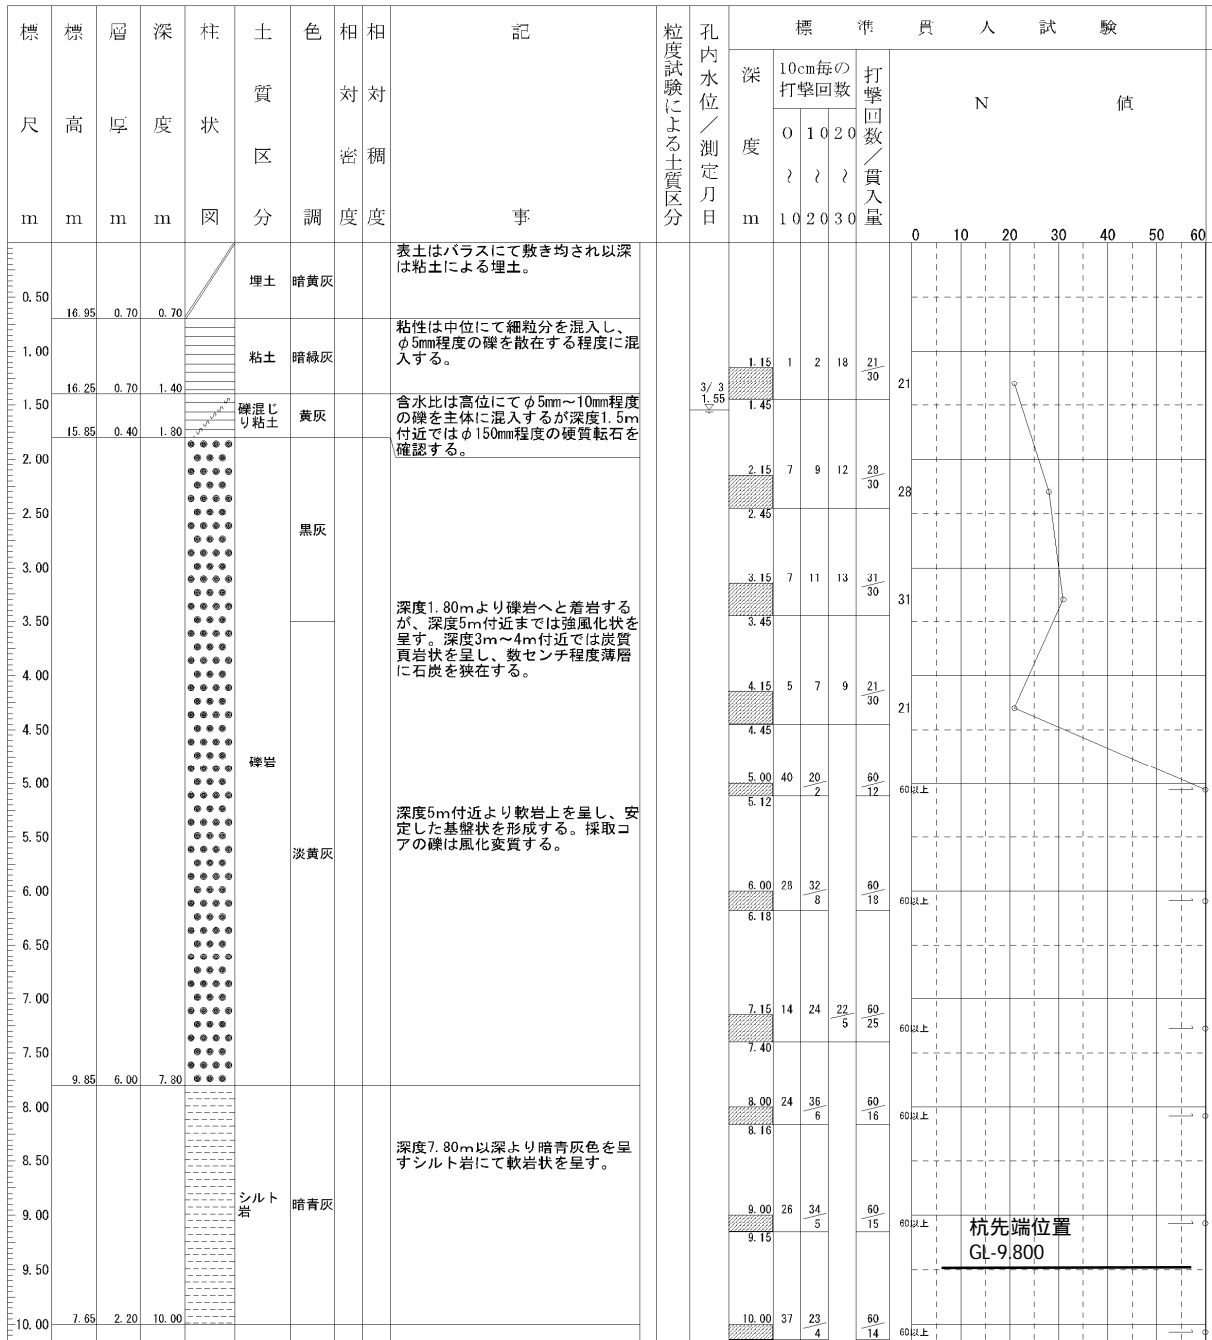 標尺 m
標高 m
層厚 m
深度 m
柱状図
土質区分
色調
相対密度
相対稠度
記事
粒度試験による土質区分
孔内水位／測定月日
標準貫入試験
深度 m
10cm毎の
打撃回数
0 ～ 10
10 ～ 20
20 ～ 30
打撃回数／貫入量
N 値
0 10 20 30 40 50 60
表土はバラスにて敷き均され以深
は粘土による埋土。
埋土 暗黄灰
0.50
16.95 0.70 0.70
粘性は中位にて細粒分を混入し、
φ5mm程度の礫を散在する程度に混
入する。
粘土 暗緑灰
1.00
1.15 1 2 18 21/30
21
16.25 0.70 1.40
3/ 3
1.55
1.45
1.50
礫混じ
り粘土
黄灰
含水比は高位にてφ5mm～10mm程度
の礫を主体に混入するが深度1.5m
付近ではφ150mm程度の硬質転石を
確認する。
15.85 0.40 1.80
2.00
2.15 7 9 12 28/30
28
2.45
2.50
黒灰
3.00
3.15 7 11 13 31/30
31
3.45
3.50
深度1.80mより礫岩へと着岩する
が、深度5m付近までは強風化状を
呈す。深度3m～4m付近では炭質
頁岩状を呈し、数センチ程度薄層
に石炭を狭在する。
4.00
4.15 5 7 9 21/30
21
4.45
4.50
礫岩
5.00
5.00 40 20/2 60/12
60以上
5.12
深度5m付近より軟岩上を呈し、安
定した基盤状を形成する。採取コ
アの礫は風化変質する。
5.50
淡黄灰
6.00
6.00 28 32/8 60/18
60以上
6.18
6.50
7.00
7.15 14 24 22/5 60/25
60以上
7.40
7.50
9.85 6.00 7.80
8.00
8.00 24 36/6 60/16
60以上
8.16
深度7.80m以深より暗青灰色を呈
すシルト岩にて軟岩状を呈す。
8.50
シルト
岩
暗青灰
9.00
9.00 26 34/5 60/15
60以上
9.15
杭先端位置
GL-9.800
9.50
7.65 2.20 10.00
10.00
10.00 37 23/4 60/14
60以上